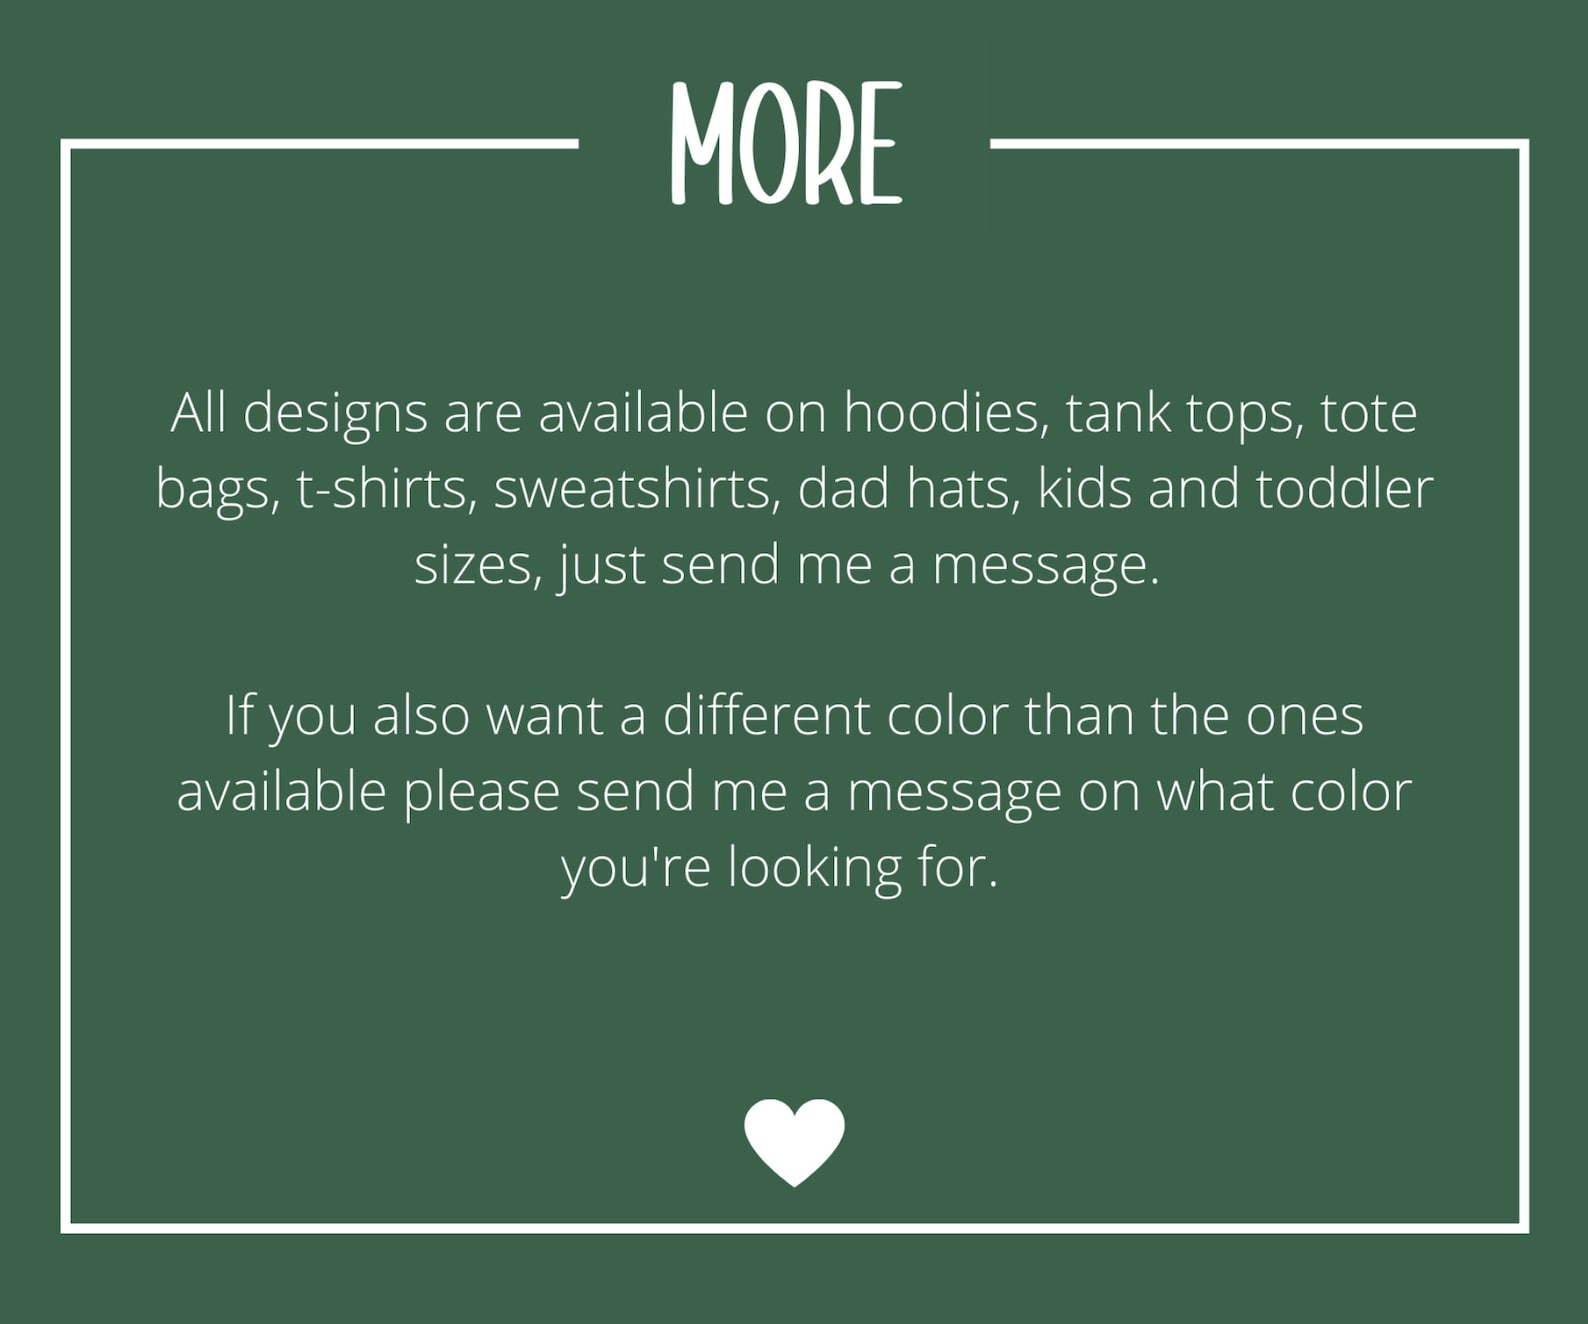 MORE
All designs are available on hoodies, tank tops, tote
bags, t-shirts, sweatshirts, dad hats, kids and toddler
sizes, just send me a message.
If you also want a different color than the ones
available please send me a message on what color
you're looking for.